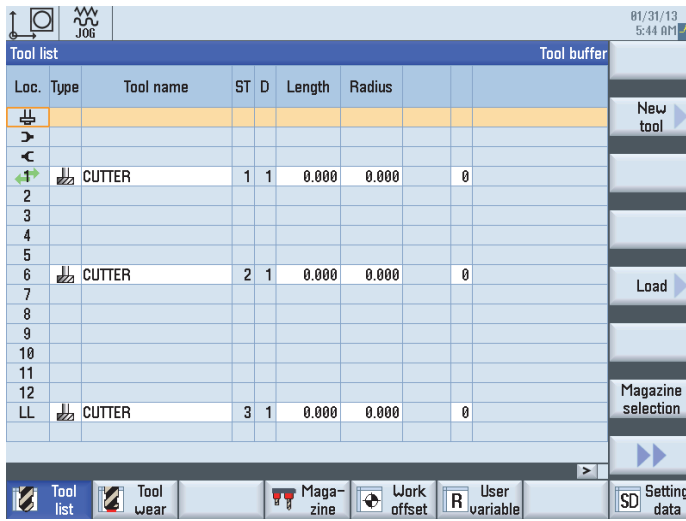 JOG
01/31/13
5:44 AM
Tool list Tool buffer
Loc. Type Tool name ST D Length Radius
New
tool
1 CUTTER 1 1 0.000 0.000 0
2
3
4
5
6 CUTTER 2 1 0.000 0.000 0
7
8
9
10
11
12
LL CUTTER 3 1 0.000 0.000 0
Load
Magazine
selection
>
Tool
list
Tool
wear
Maga-
zine
Work
offset
R User
variable
SD Setting
data